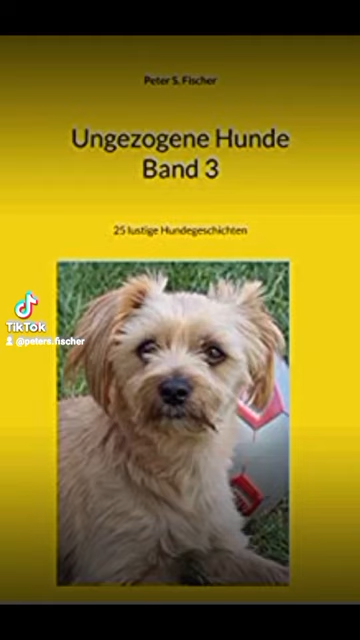 Peter S. Fischer
Ungezogene Hunde
Band 3
25 lustige Hundegeschichten
TikTok
@peters.fischer